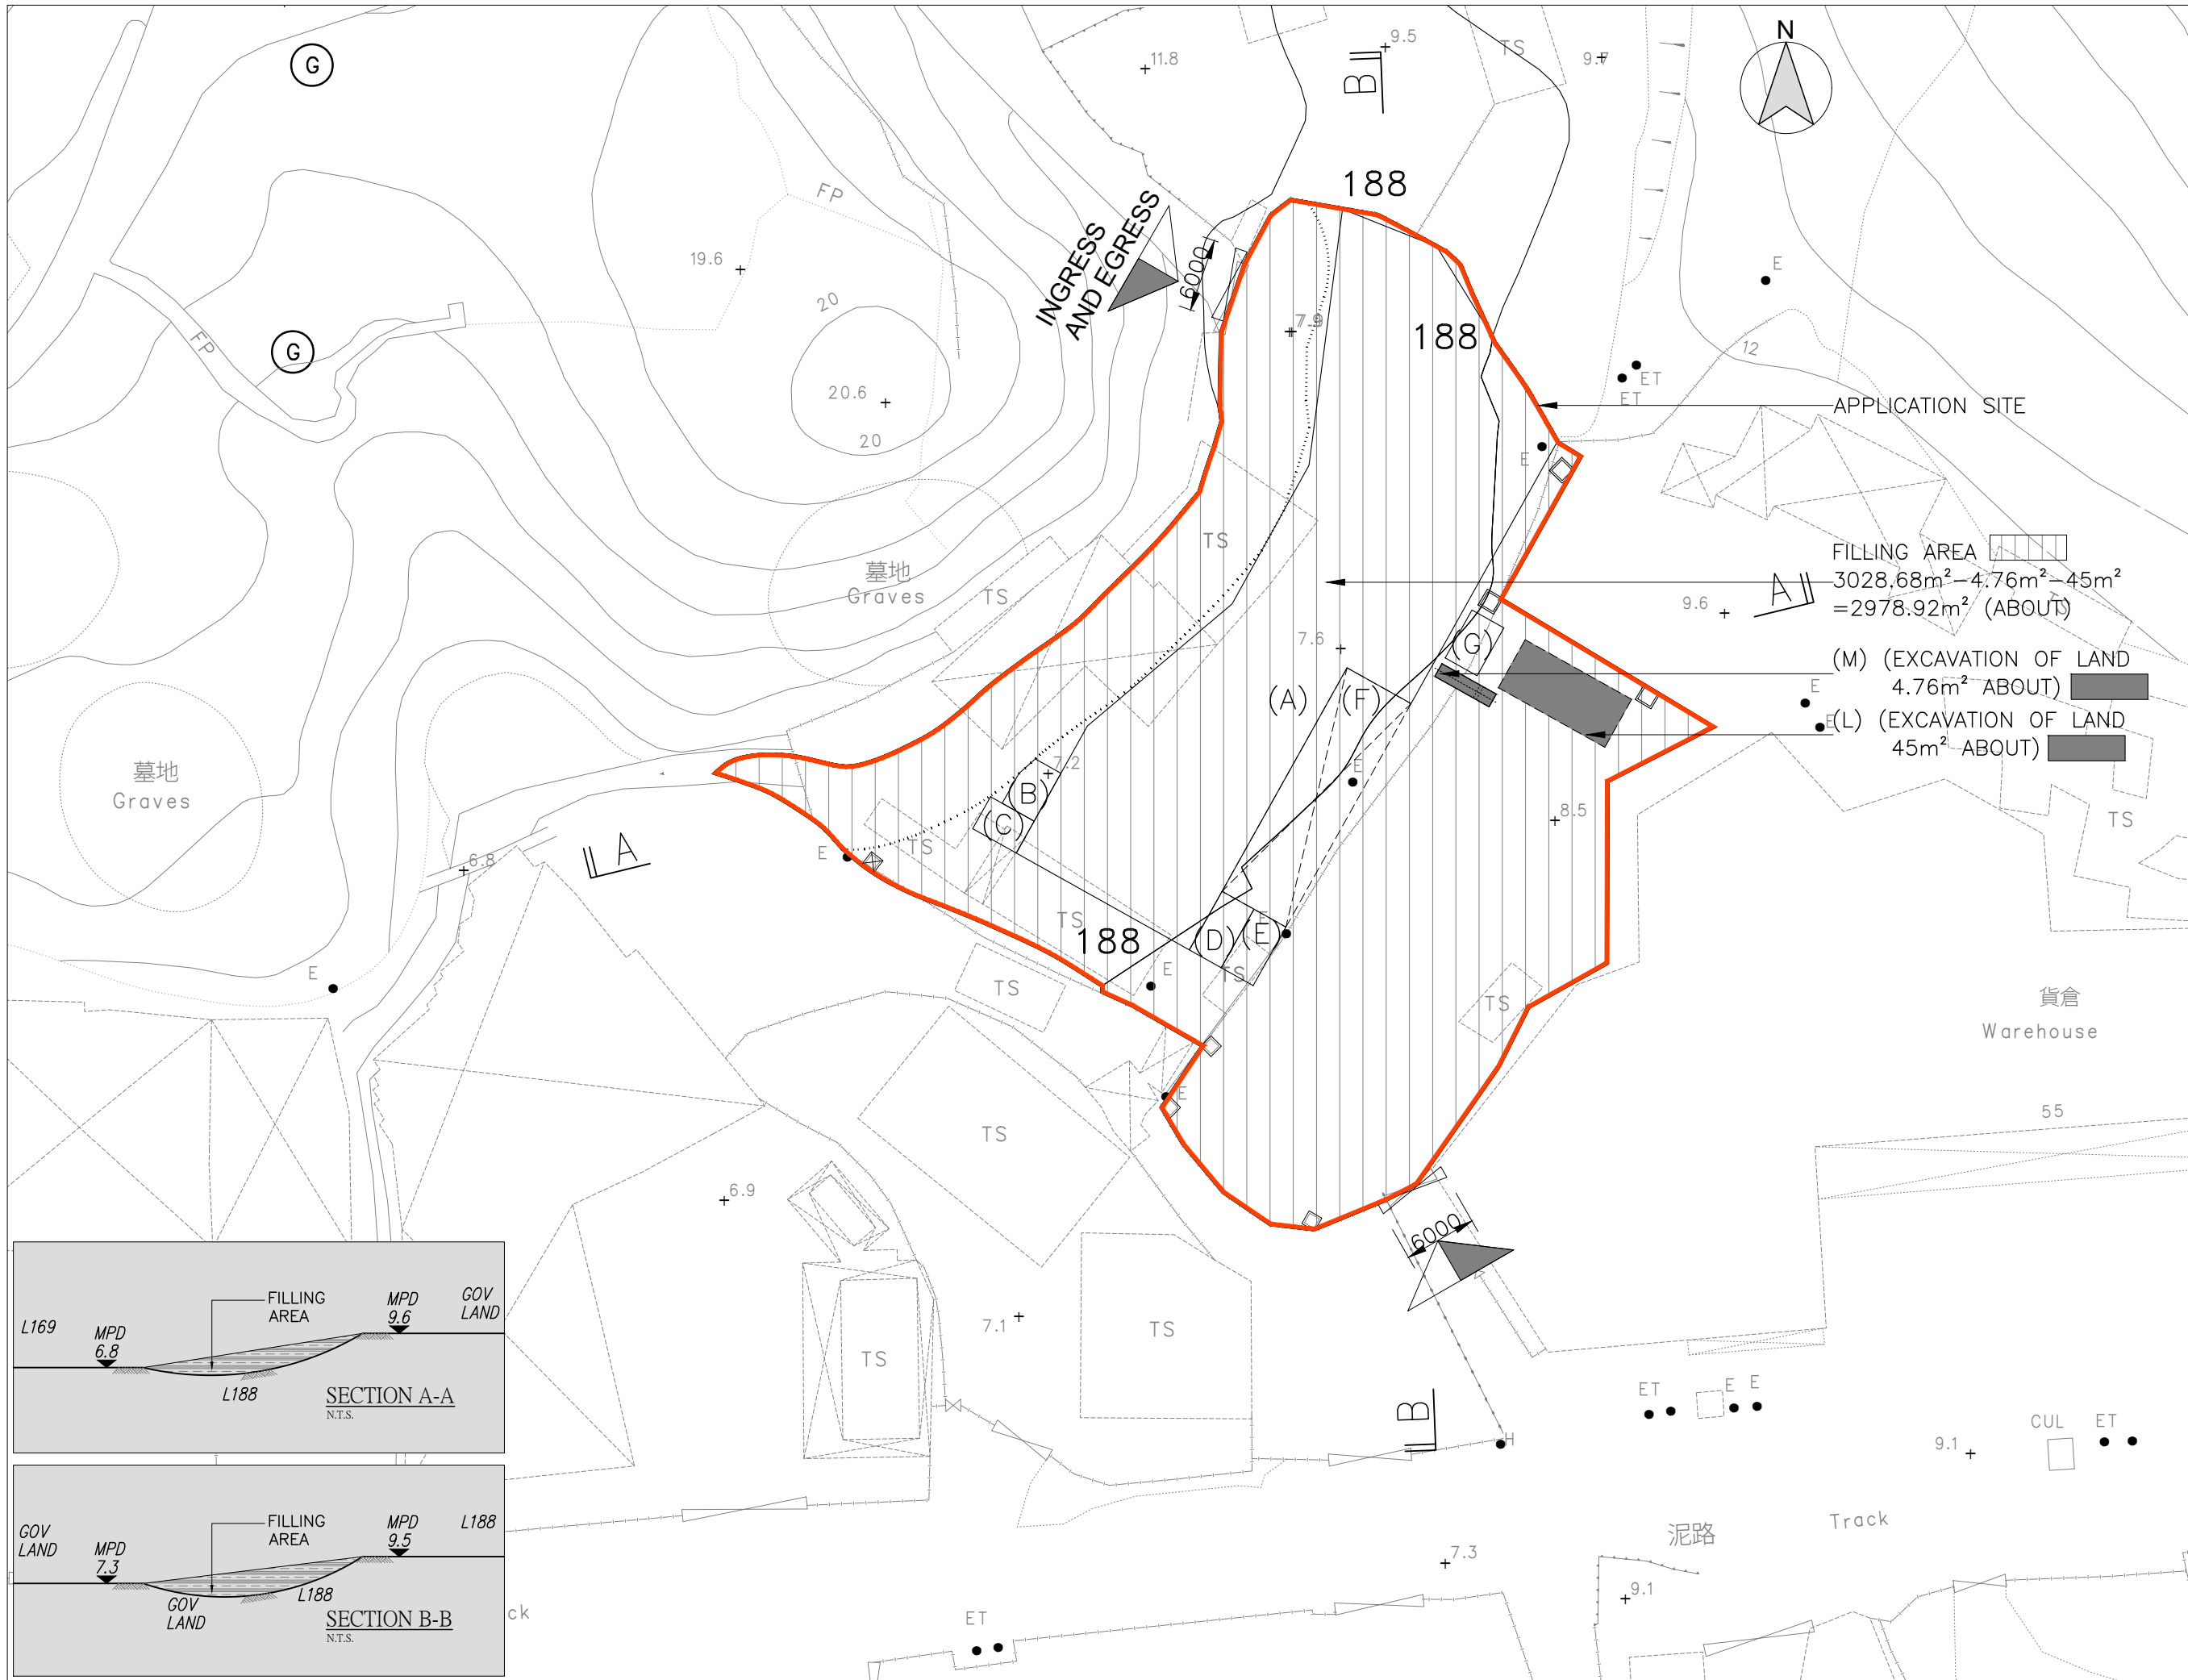 G
11.8
9.5
TS
9.7
N
B
188
FP
INGRESS
AND EGRESS
6000
19.6
E
20
7.9
188
FP
G
12
ET
20.6
ET
APPLICATION SITE
20
E
TS
FILLING AREA
墓地
Graves
3028.68m²-4.76m²-45m²
TS
9.6
A
=2978.92m² (ABOUT)
TS
7.6
(G)
(M) (EXCAVATION OF LAND
4.76m² ABOUT)
(A)
(F)
E
E
(L) (EXCAVATION OF LAND
45m² ABOUT)
墓地
Graves
7.2
(B)
E
(C)
8.5
TS
TS
A
E
6.8
TS
188
E
(D)
(E)
E
TS
E
TS
TS
貨倉
Warehouse
E
55
TS
6.9
6000
FILLING
AREA
MPD
9.6
GOV
LAND
L169
MPD
6.8
L188
SECTION A-A
N.T.S.
7.1
TS
TS
B
H
ET
E
E
CUL
ET
9.1
GOV
LAND
FILLING
AREA
MPD
9.5
L188
MPD
7.3
L188
GOV
LAND
SECTION B-B
N.T.S.
ck
泥路
Track
7.3
9.1
ET